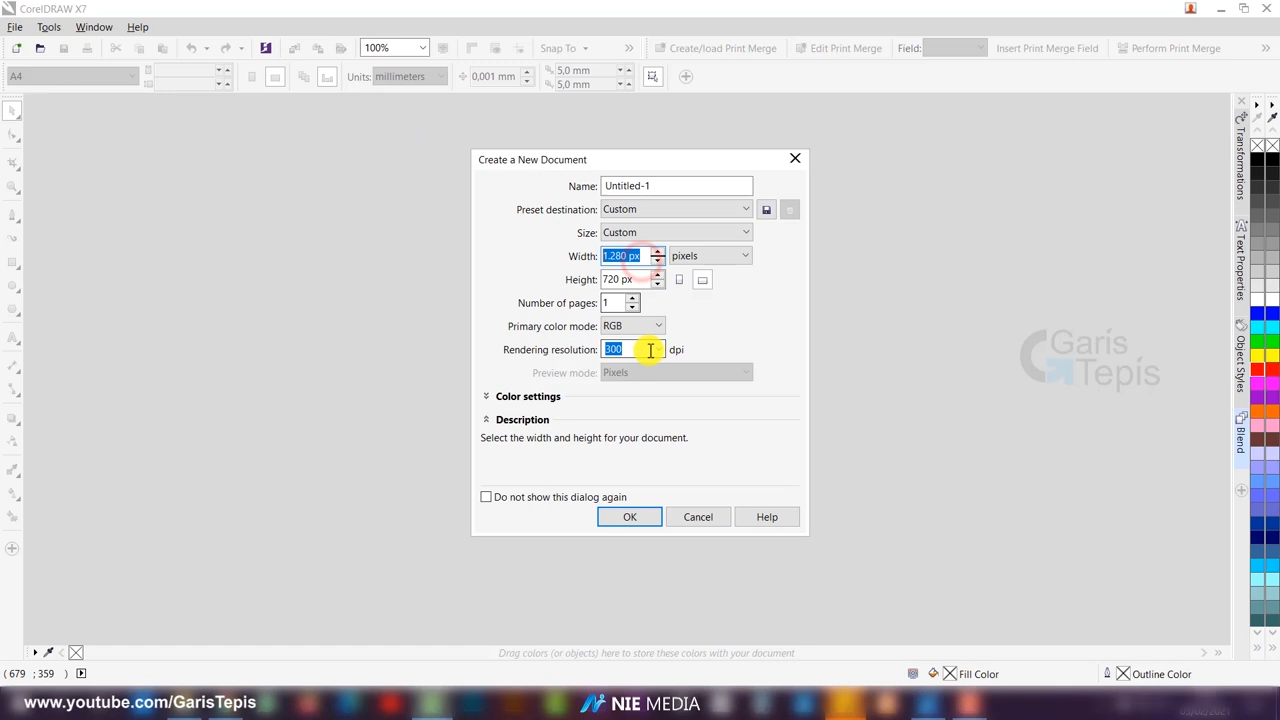 CorelDRAW X7
File Tools Window Help
100% Snap To Create/load Print Merge Edit Print Merge Field: Insert Print Merge Field Perform Print Merge
A4 Units: millimeters 0,001 mm 5,0 mm
5,0 mm
Create a New Document
Name: Untitled-1
Preset destination: Custom
Size: Custom
Width: 1.280 px pixels
Height: 720 px
Number of pages: 1
Primary color mode: RGB
Rendering resolution: 300 dpi
Preview mode: Pixels
Color settings
Description
Select the width and height for your document.
Do not show this dialog again
OK Cancel Help
Transformations
Text Properties
Object Styles
Blend
Garis
Tepis
Drag colors (or objects) here to store these colors with your document
( 679 ; 359 ) Fill Color Outline Color
www.youtube.com/GarisTepis NIE MEDIA